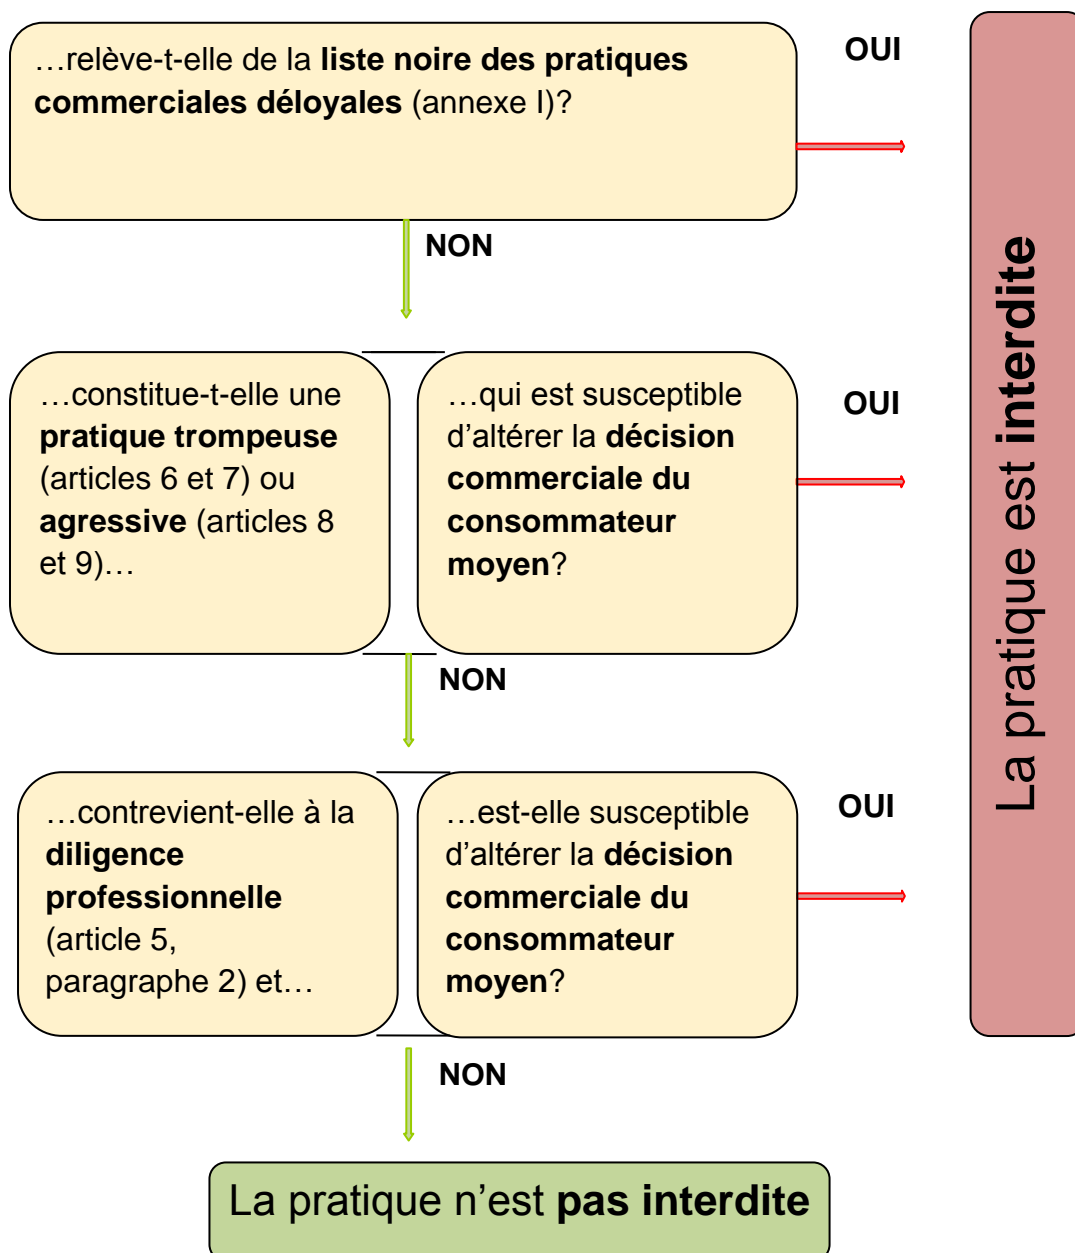 …relève-t-elle de la liste noire des pratiques
commerciales déloyales (annexe I)?
OUI
NON
…constitue-t-elle une
pratique trompeuse
(articles 6 et 7) ou
agressive (articles 8
et 9)…
…qui est susceptible
d'altérer la décision
commerciale du
consommateur
moyen?
OUI
NON
…contrevient-elle à la
diligence
professionnelle
(article 5,
paragraphe 2) et…
…est-elle susceptible
d'altérer la décision
commerciale du
consommateur
moyen?
OUI
NON
La pratique est interdite
La pratique n'est pas interdite